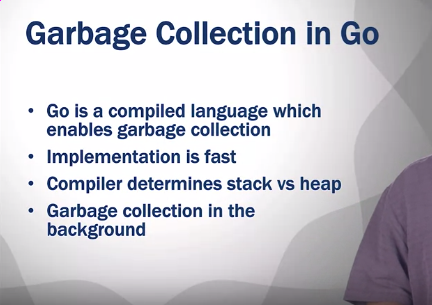 Garbage Collection in Go
• Go is a compiled language which
enables garbage collection
• Implementation is fast
• Compiler determines stack vs heap
• Garbage collection in the
background